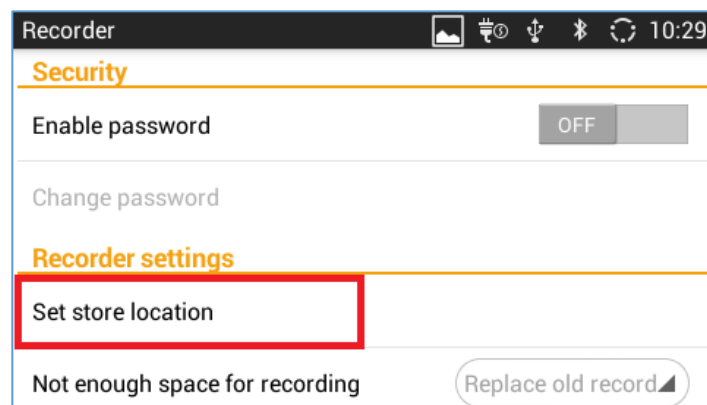 Recorder 10:29
Security
Enable password OFF
Change password
Recorder settings
Set store location
Not enough space for recording Replace old record